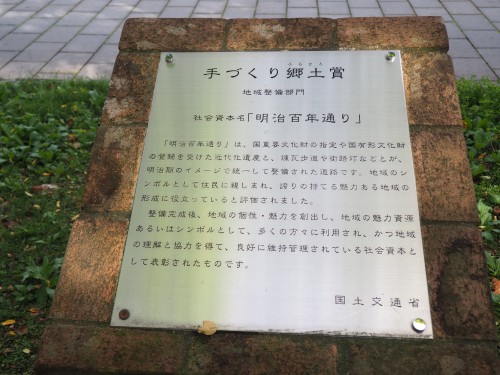 ふるさと
手づくり郷土賞
地域整備部門
社会資本名「明治百年通り」
「明治百年通り」は、国重要文化財の指定や国有形文化財
の登録を受けた近代化遺産と、煉瓦歩道や街路灯などとが、
明治期のイメージで統一して整備された道路です。地域のシ
ンボルとして住民に親しまれ、誇りの持てる魅力ある地域の
形成に役立っていると評価されました。
整備完成後、地域の個性・魅力を創出し、地域の魅力資源
あるいはシンボルとして、多くの方々に利用され、かつ地域
の理解と協力を得て、良好に維持管理されている社会資本と
して表彰されたものです。
国土交通省